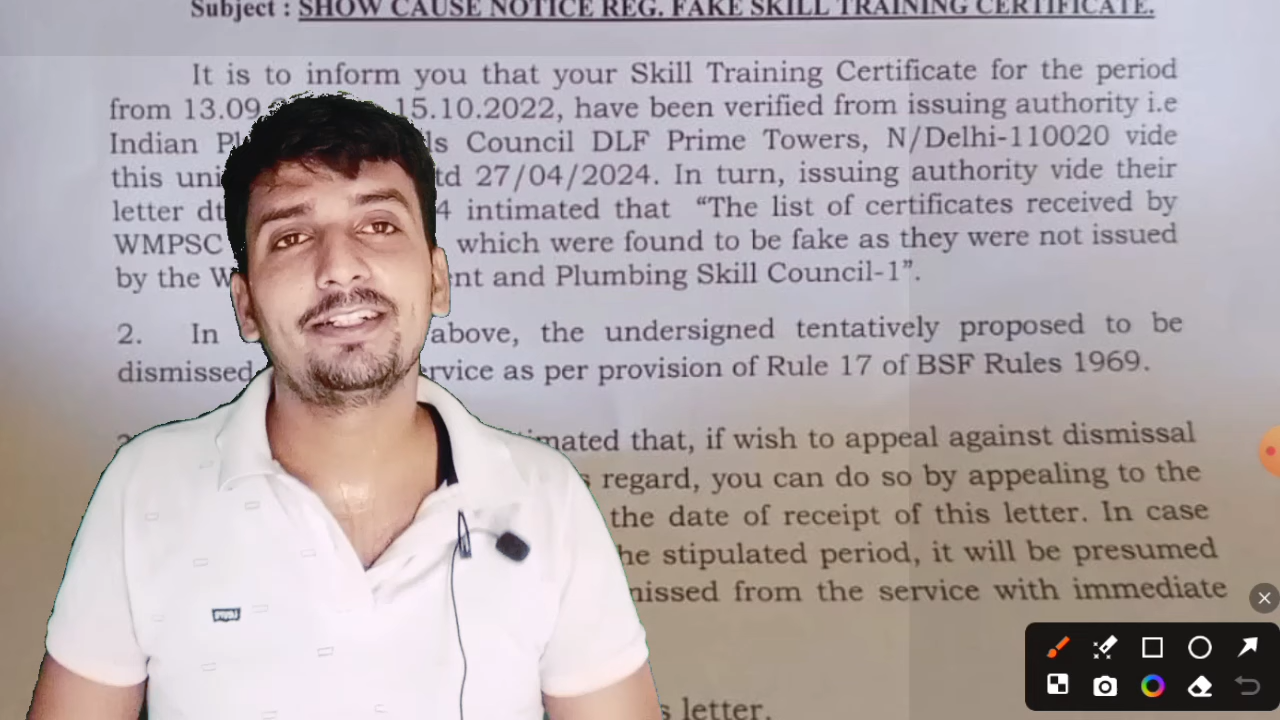 Subject : SHOW CAUSE NOTICE REG. FAKE SKILL TRAINING CERTIFICATE.
It is to inform you that your Skill Training Certificate for the period
from 13.09 15.10.2022, have been verified from issuing authority i.e
Indian Council DLF Prime Towers, N/Delhi-110020 vide
this 27/04/2024. In turn, issuing authority vide their
letter 4 intimated that “The list of certificates received by
WMPSC which were found to be fake as they were not issued
by the and Plumbing Skill Council-1”.
2. In above, the undersigned tentatively proposed to be
dismissed as per provision of Rule 17 of BSF Rules 1969.
that, if wish to appeal against dismissal
regard, you can do so by appealing to the
the date of receipt of this letter. In case
stipulated period, it will be presumed
from the service with immediate
letter.